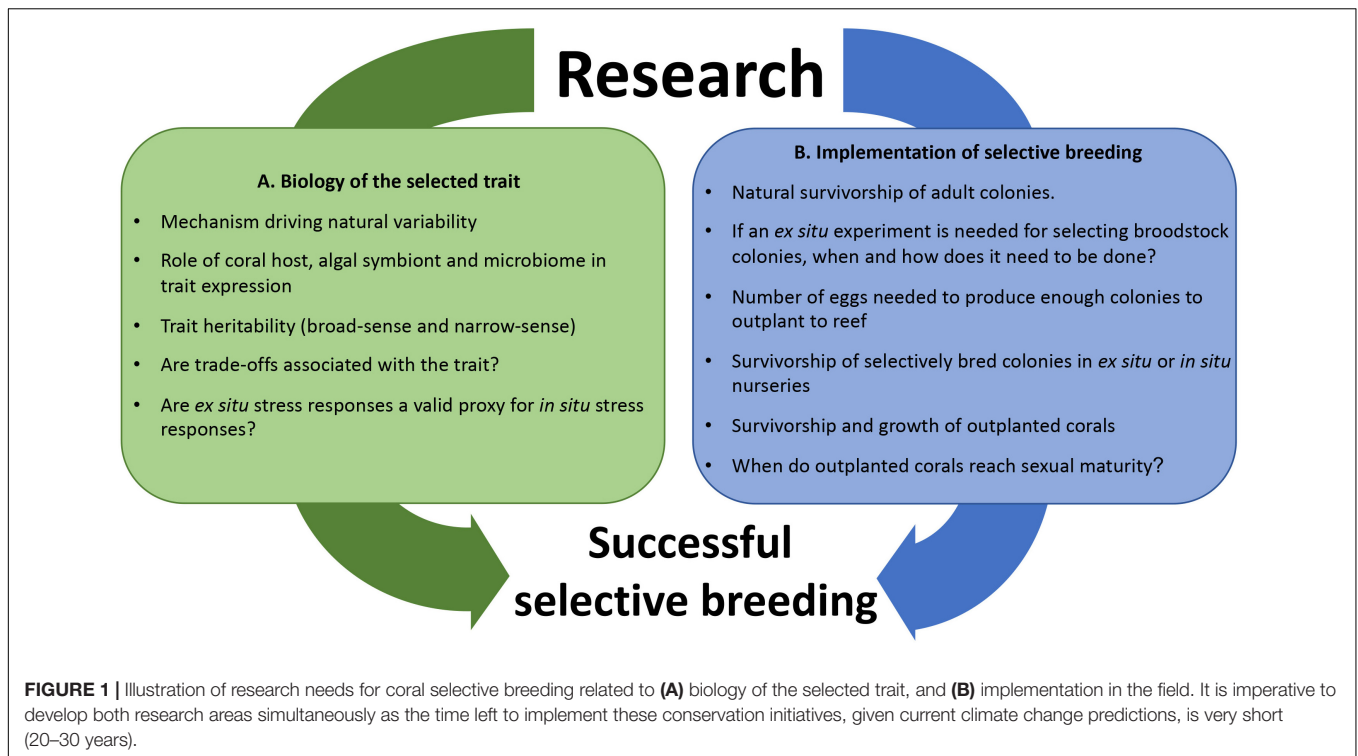 Research
A. Biology of the selected trait
• Mechanism driving natural variability
• Role of coral host, algal symbiont and microbiome in
trait expression
• Trait heritability (broad-sense and narrow-sense)
• Are trade-offs associated with the trait?
• Are ex situ stress responses a valid proxy for in situ stress
responses?
B. Implementation of selective breeding
• Natural survivorship of adult colonies.
• If an ex situ experiment is needed for selecting broodstock
colonies, when and how does it need to be done?
• Number of eggs needed to produce enough colonies to
outplant to reef
• Survivorship of selectively bred colonies in ex situ or in situ
nurseries
• Survivorship and growth of outplanted corals
• When do outplanted corals reach sexual maturity?
Successful
selective breeding
FIGURE 1 | Illustration of research needs for coral selective breeding related to (A) biology of the selected trait, and (B) implementation in the field. It is imperative to
develop both research areas simultaneously as the time left to implement these conservation initiatives, given current climate change predictions, is very short
(20–30 years).